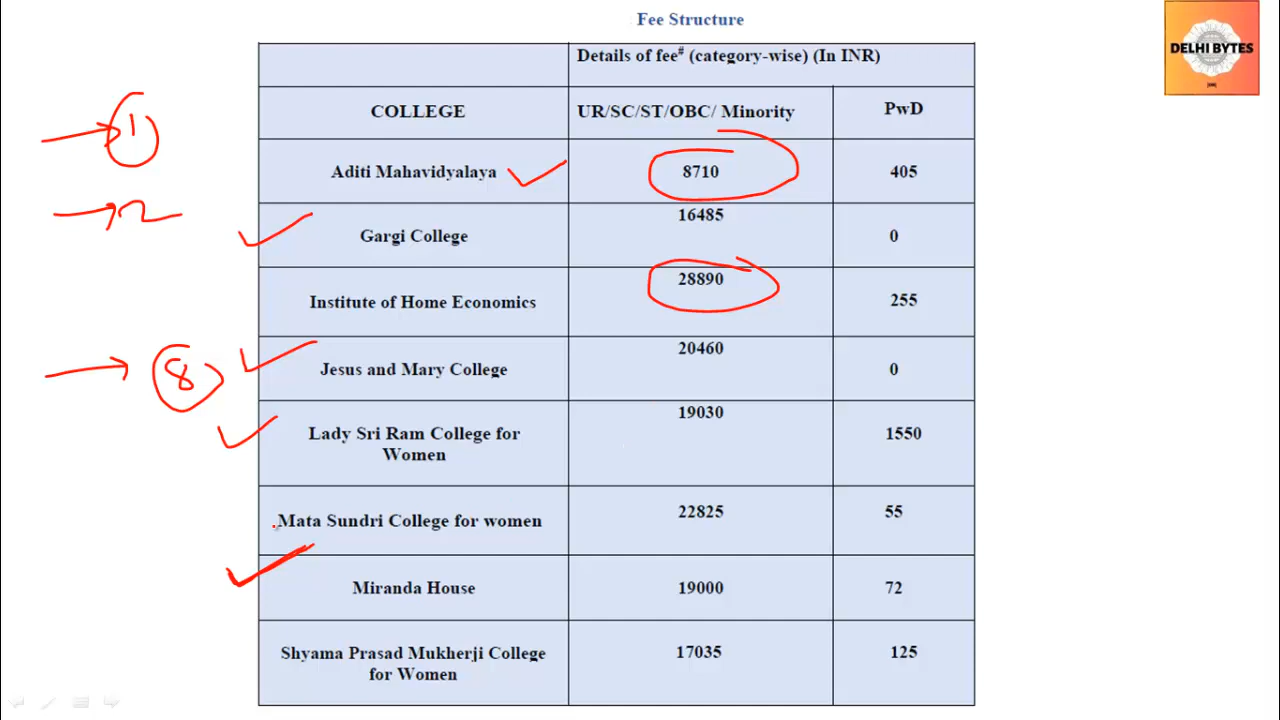 Fee Structure
DELHI BYTES
Details of fee# (category-wise) (In INR)
COLLEGE UR/SC/ST/OBC/ Minority PwD
1
Aditi Mahavidyalaya 8710 405
2
Gargi College 16485 0
Institute of Home Economics 28890 255
8
Jesus and Mary College 20460 0
Lady Sri Ram College for
Women
19030 1550
Mata Sundri College for women 22825 55
Miranda House 19000 72
Shyama Prasad Mukherji College
for Women
17035 125